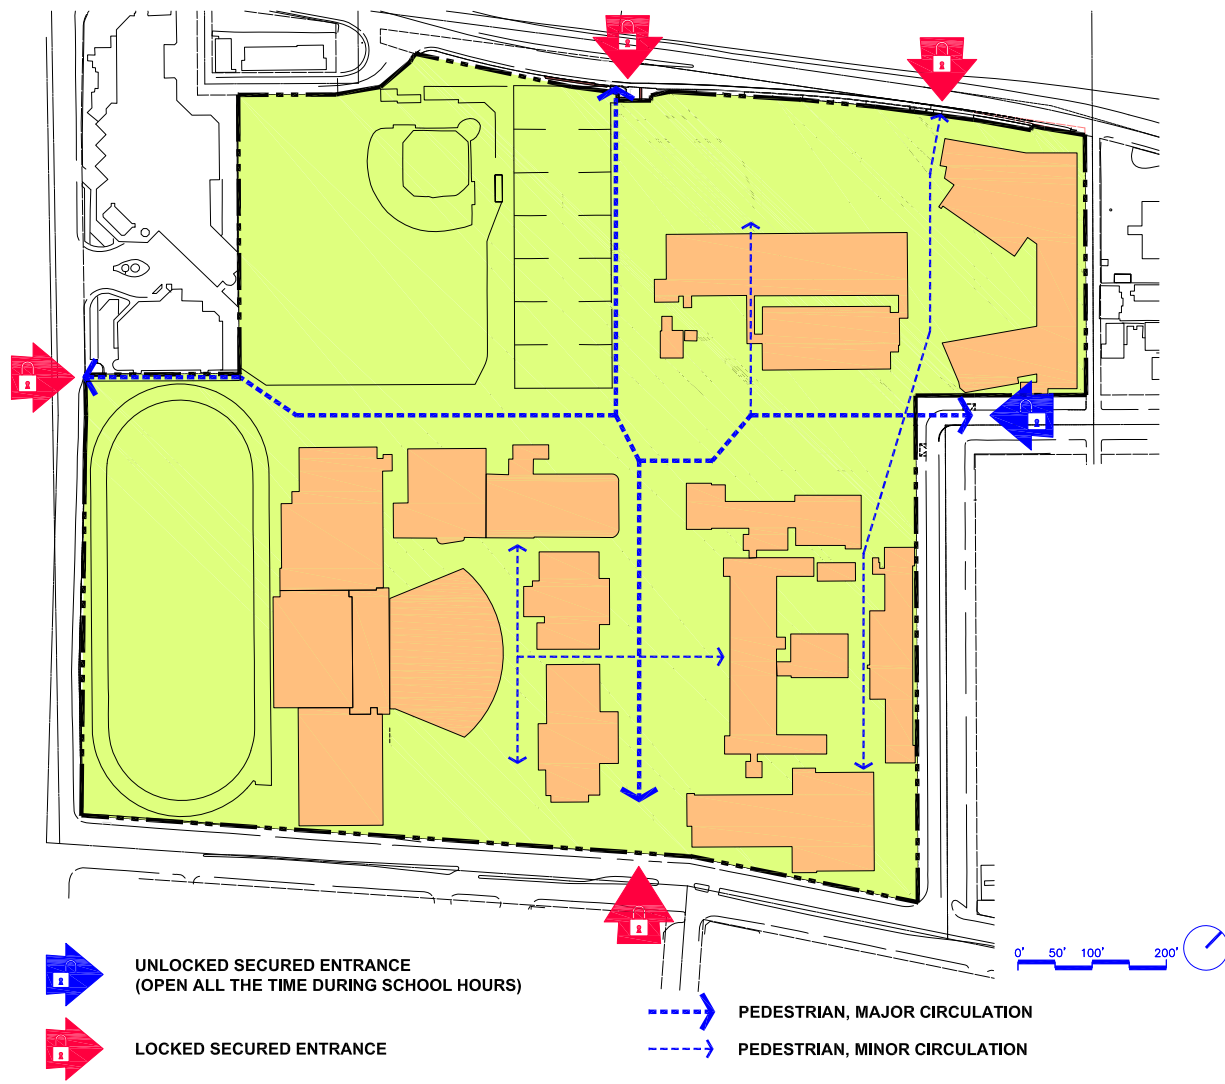 UNLOCKED SECURED ENTRANCE
(OPEN ALL THE TIME DURING SCHOOL HOURS)
LOCKED SECURED ENTRANCE
0' 50' 100' 200'
PEDESTRIAN, MAJOR CIRCULATION
PEDESTRIAN, MINOR CIRCULATION